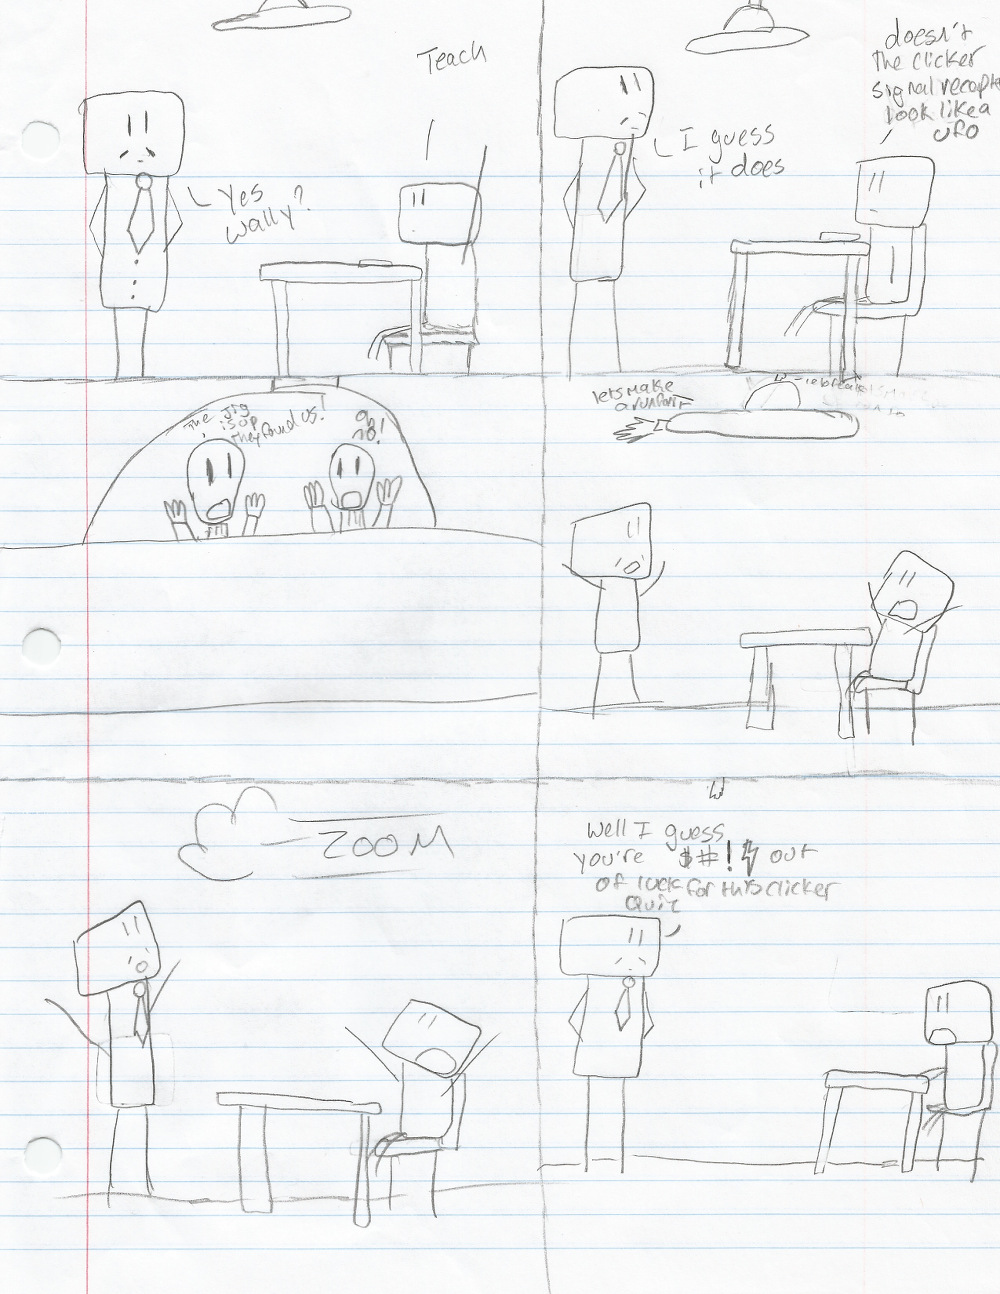 Teach
Yes
Wally?
doesn't
the clicker
signal recapter
look like a
UFO
I guess
it does
The Jig
is up
they found us!
oh
no!
lets make
a run for it
ZOOM
Well I guess
you're $#! out
of luck for this clicker
Quiz